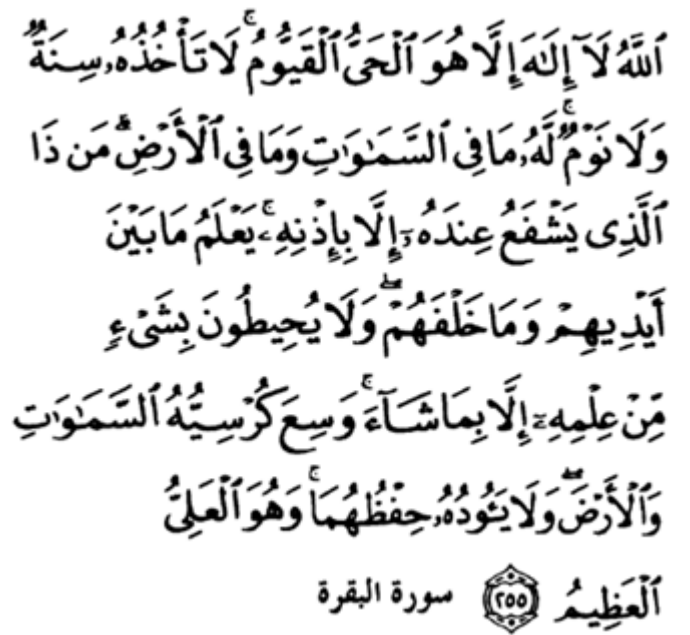 ٱللَّهُ لَآ إِلَٰهَ إِلَّا هُوَ ٱلْحَىُّ ٱلْقَيُّومُ ۚ لَا تَأْخُذُهُۥ سِنَةٌ
وَلَا نَوْمٌ ۚ لَّهُۥ مَا فِى ٱلسَّمَٰوَٰتِ وَمَا فِى ٱلْأَرْضِ ۗ مَن ذَا
ٱلَّذِى يَشْفَعُ عِندَهُۥٓ إِلَّا بِإِذْنِهِۦ ۚ يَعْلَمُ مَا بَيْنَ
أَيْدِيهِمْ وَمَا خَلْفَهُمْ ۖ وَلَا يُحِيطُونَ بِشَىْءٍ
مِّنْ عِلْمِهِۦٓ إِلَّا بِمَا شَآءَ ۚ وَسِعَ كُرْسِيُّهُ ٱلسَّمَٰوَٰتِ
وَٱلْأَرْضَ ۖ وَلَا يَـُٔودُهُۥ حِفْظُهُمَا ۚ وَهُوَ ٱلْعَلِىُّ
ٱلْعَظِيمُ ٢٥٥ سورة البقرة